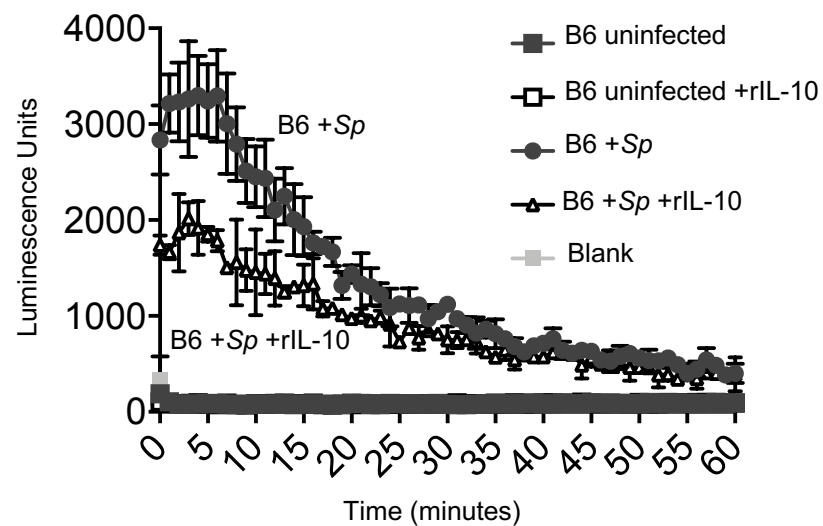 4000
3000
2000
1000
0
Luminescence Units
B6 +Sp
B6 +Sp +rIL-10
0
5
10
15
20
25
30
35
40
45
50
55
60
Time (minutes)
B6 uninfected
B6 uninfected +rIL-10
B6 +Sp
B6 +Sp +rIL-10
Blank